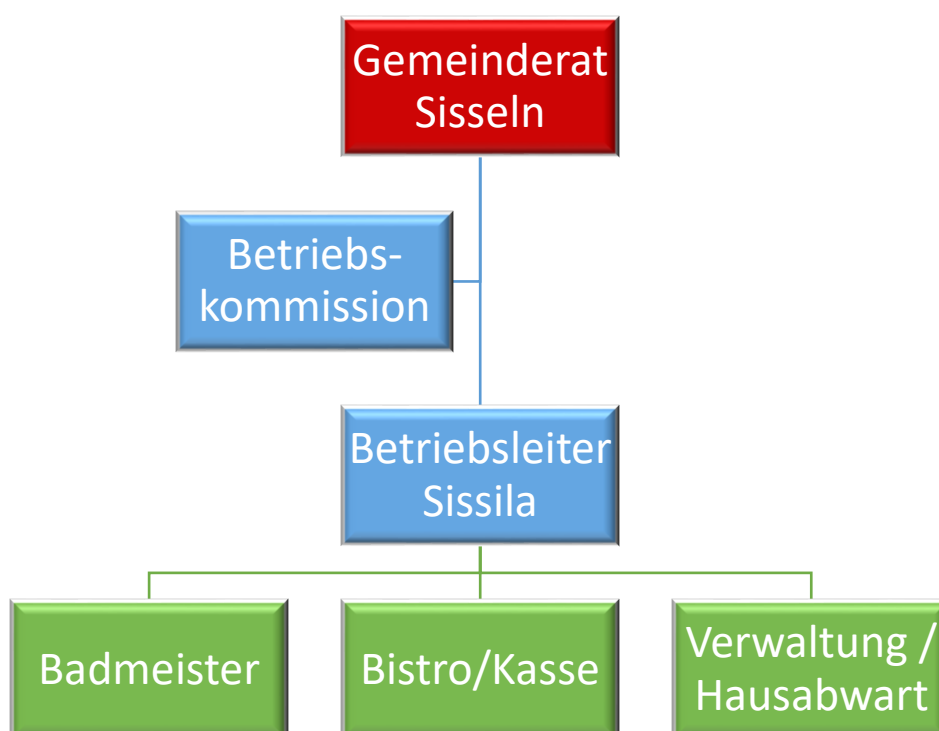 Gemeinderat
Sisseln
Betriebs-
kommission
Betriebsleiter
Sissila
Badmeister
Bistro/Kasse
Verwaltung /
Hausabwart